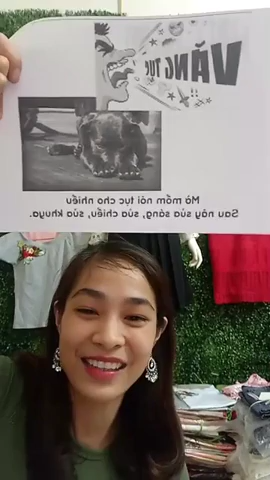 VĂNG TỤC
Mở mồm nói tục cho nhiều
Sau này sủa sáng, sủa chiều, sủa khuya.